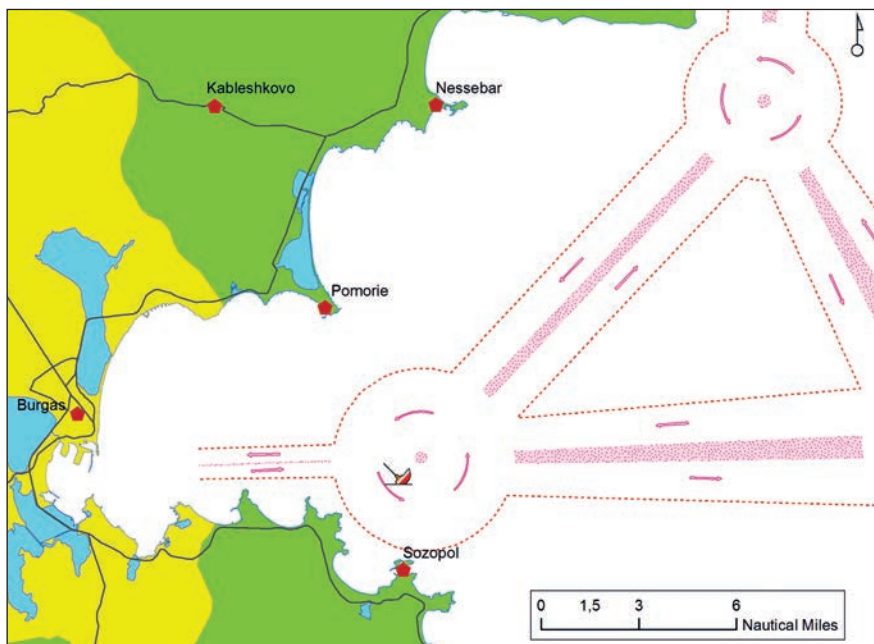 Kableshkovo
Nessebar
Pomorie
Burgas
Sozopol
0 1,5 3 6
Nautical Miles